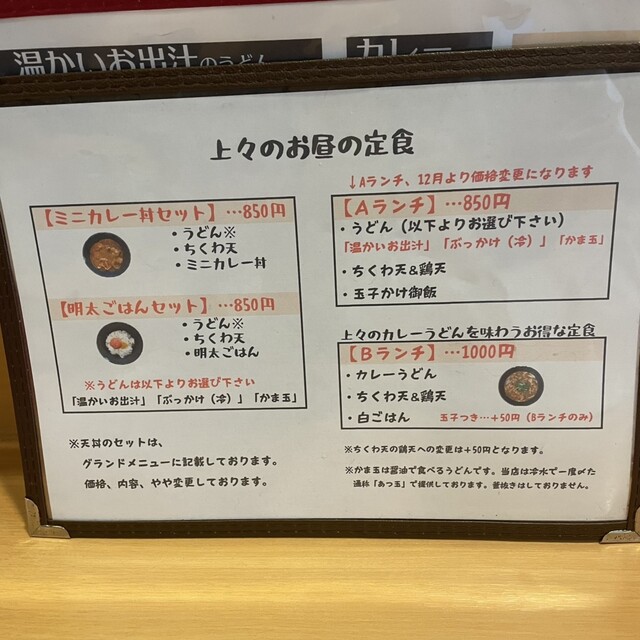 温かいお出汁のうどん
カレー
上々のお昼の定食
【ミニカレー丼セット】…850円
・うどん※
・ちくわ天
・ミニカレー丼
【明太ごはんセット】…850円
・うどん※
・ちくわ天
・明太ごはん
※うどんは以下よりお選び下さい
「温かいお出汁」「ぶっかけ（冷）」「かま玉」
※天丼のセットは、
グランドメニューに記載しております。
価格、内容、やや変更しております。
↓Aランチ、12月より価格変更になります
【Aランチ】…850円
・うどん（以下よりお選び下さい）
「温かいお出汁」「ぶっかけ（冷）」「かま玉」
・ちくわ天&鶏天
・玉子かけ御飯
上々のカレーうどんを味わうお得な定食
【Bランチ】…1000円
・カレーうどん
・ちくわ天&鶏天
・白ごはん 玉子つき…+50円（Bランチのみ）
※ちくわ天の鶏天への変更は+50円となります。
※かま玉は醤油で食べるうどんです。当店は冷水で一度〆た
通称「あつ玉」で提供しております。釜抜きはしておりません。